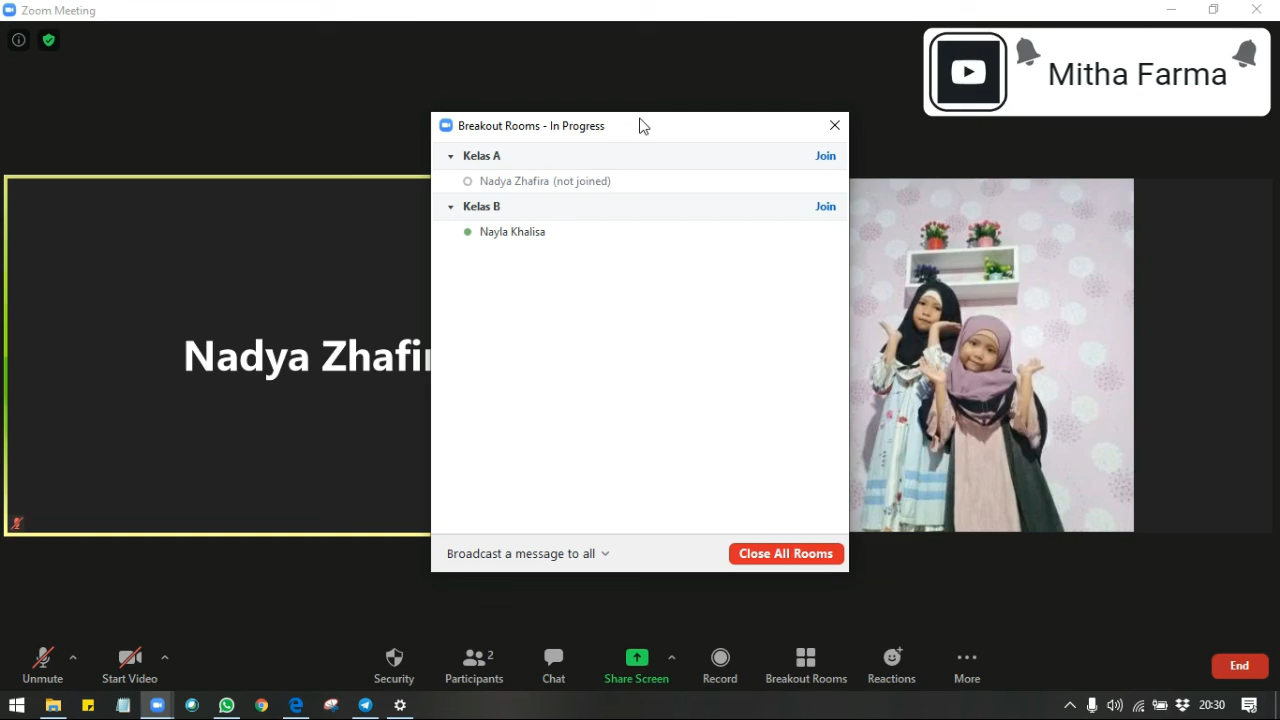 Zoom Meeting
Mitha Farma
Breakout Rooms - In Progress
Kelas A
Join
Nadya Zhafira (not joined)
Kelas B
Join
Nayla Khalisa
Nadya
Broadcast a message to all
Close All Rooms
Unmute
Start Video
Security
Participants
2
Chat
Share Screen
Record
Breakout Rooms
Reactions
More
End
20:30